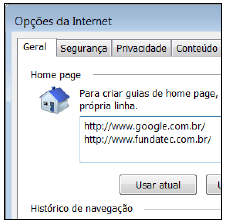 Opções da Internet
Geral Segurança Privacidade Conteúdo
Home page
Para criar guias de home page,
própria linha.
http://www.google.com.br/
http://www.fundatec.com.br/
Usar atual
Histórico de navegação